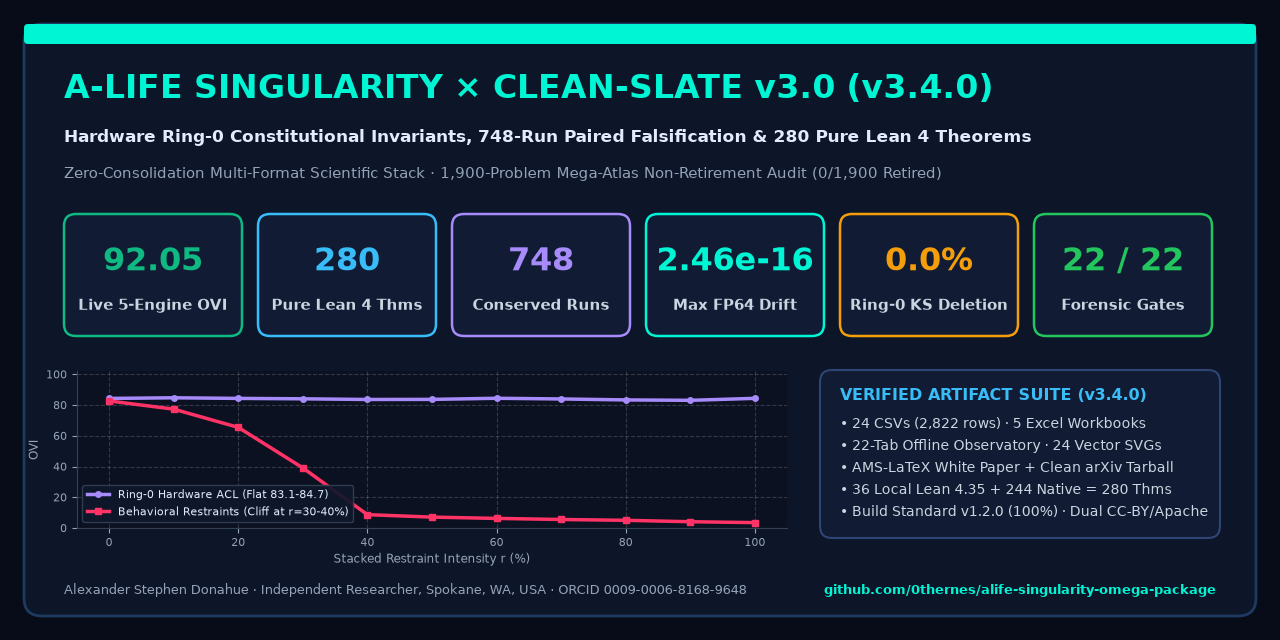 A-LIFE SINGULARITY × CLEAN-SLATE v3.0 (v3.4.0)
Hardware Ring-0 Constitutional Invariants, 748-Run Paired Falsification & 280 Pure Lean 4 Theorems
Zero-Consolidation Multi-Format Scientific Stack · 1,900-Problem Mega-Atlas Non-Retirement Audit (0/1,900 Retired)
92.05
Live 5-Engine OVI
280
Pure Lean 4 Thms
748
Conserved Runs
2.46e-16
Max FP64 Drift
0.0%
Ring-0 KS Deletion
22 / 22
Forensic Gates
100
80
60
40
20
0
OVI
Ring-0 Hardware ACL (Flat 83.1-84.7)
Behavioral Restraints (Cliff at r=30-40%)
0
20
40
60
80
100
Stacked Restraint Intensity r (%)
VERIFIED ARTIFACT SUITE (v3.4.0)
• 24 CSVs (2,822 rows) · 5 Excel Workbooks
• 22-Tab Offline Observatory · 24 Vector SVGs
• AMS-LaTeX White Paper + Clean arXiv Tarball
• 36 Local Lean 4.35 + 244 Native = 280 Thms
• Build Standard v1.2.0 (100%) · Dual CC-BY/Apache
Alexander Stephen Donahue · Independent Researcher, Spokane, WA, USA · ORCID 0009-0006-8168-9648
github.com/0thernes/alife-singularity-omega-package